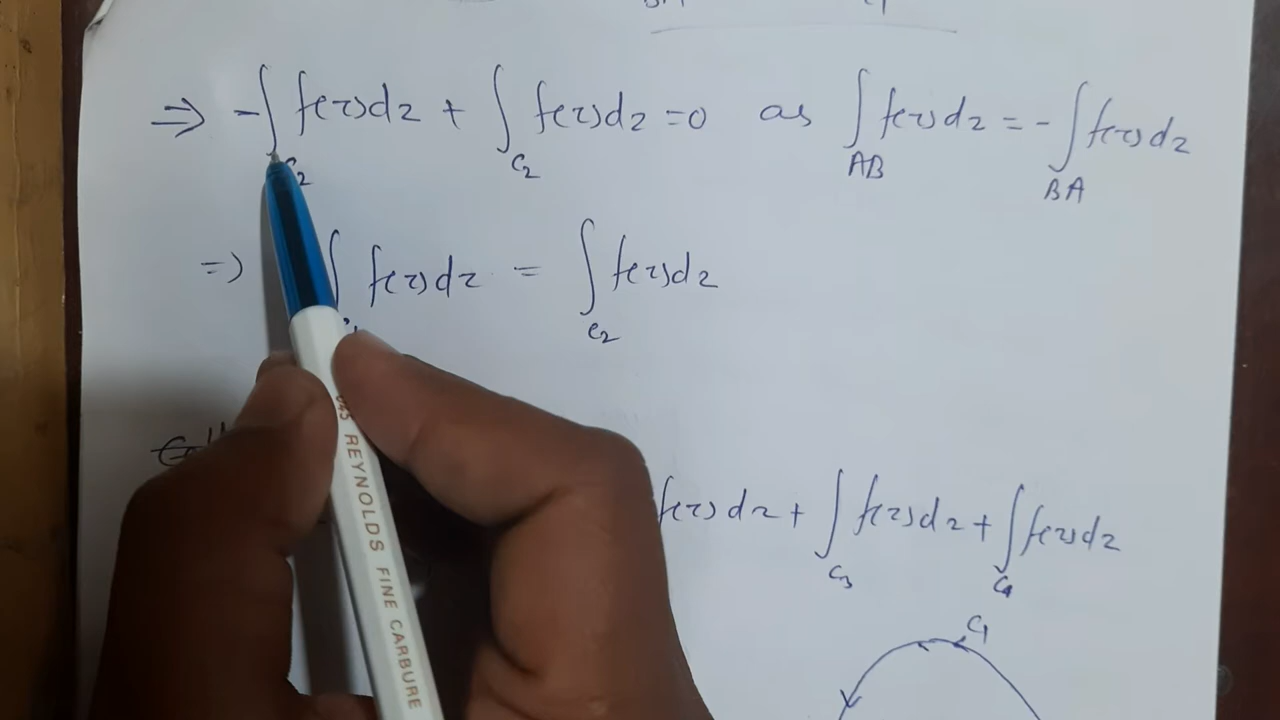 ⇒ -∫ f(z)dz + ∫ f(z)dz = 0 as ∫ f(z)dz = - ∫ f(z)dz
C2 C2 AB BA
⇒ ∫ f(z)dz = ∫ f(z)dz
C2
f(z)dz + ∫ f(z)dz + ∫ f(z)dz
C3 C4
C1
045 REYNOLDS FINE CARBURE